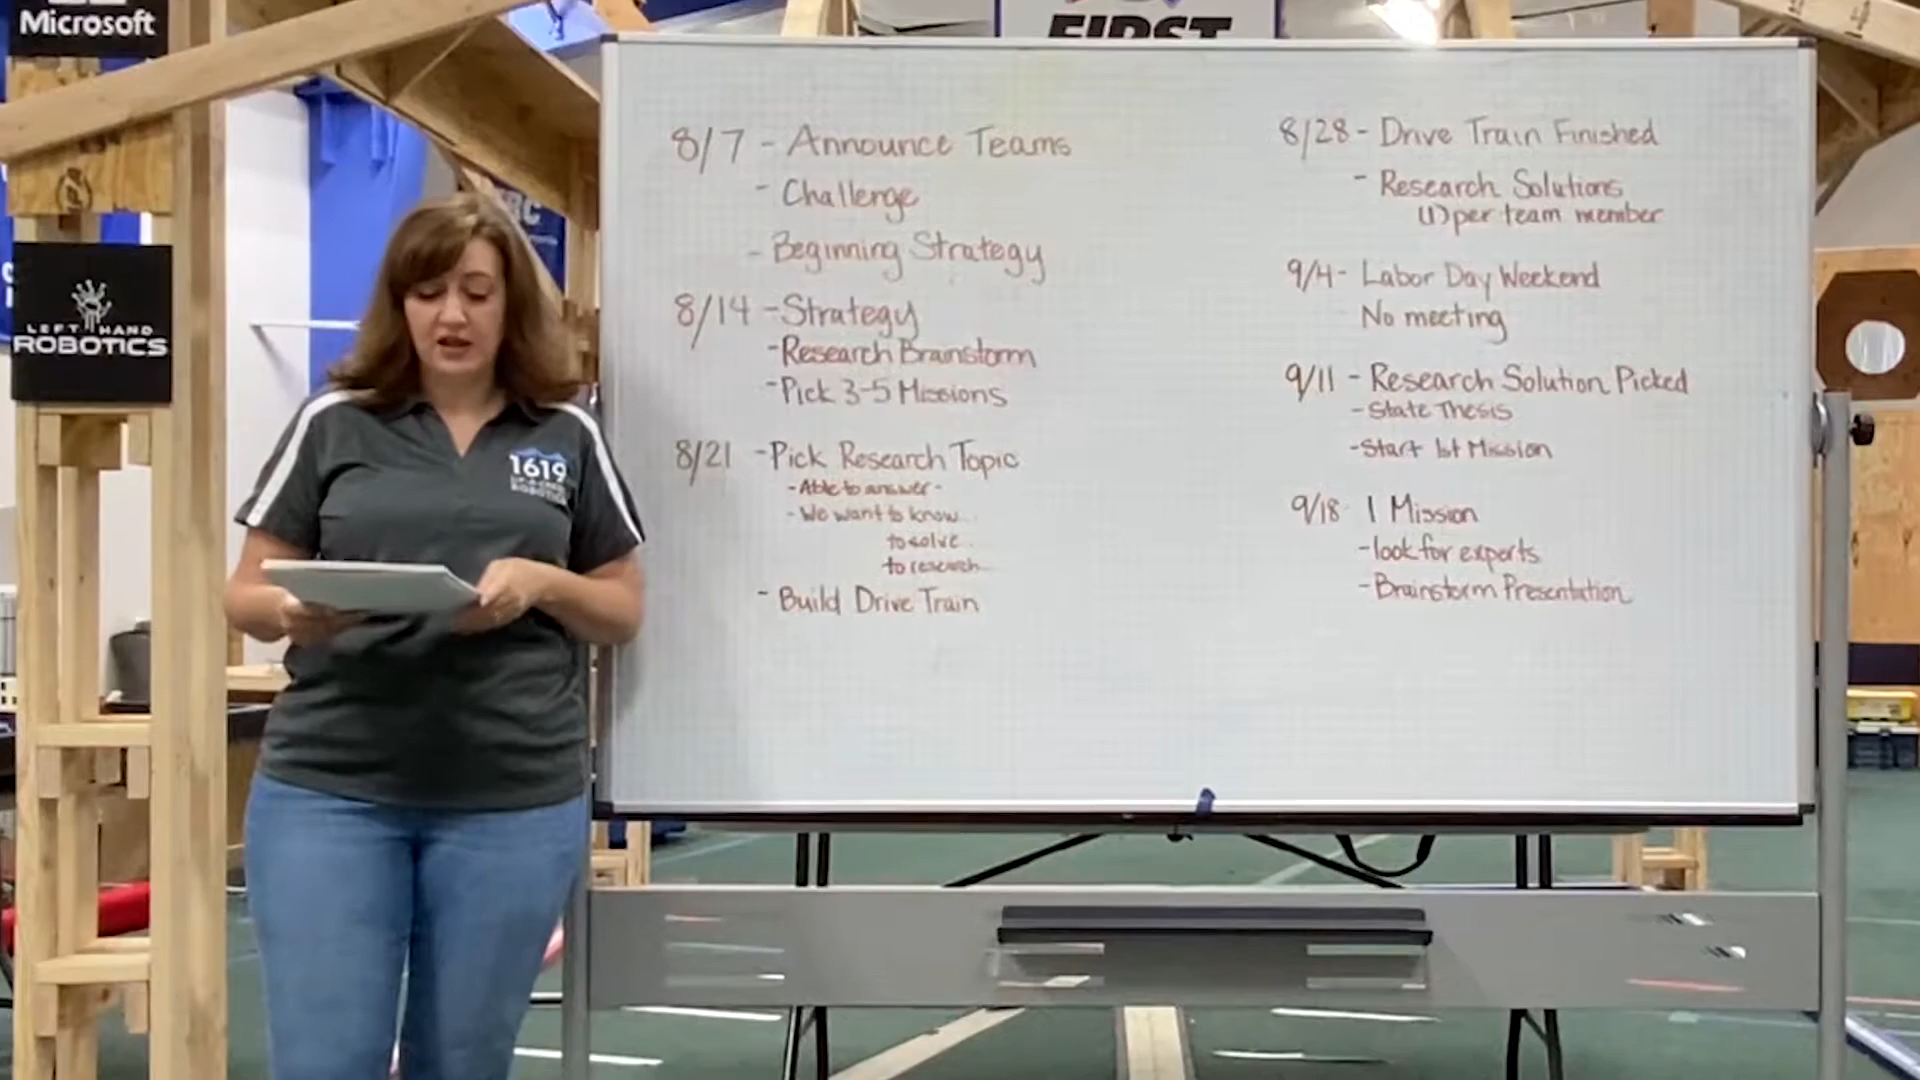 Microsoft
FIRST
LEFT HAND
ROBOTICS
1619
8/7 - Announce Teams
- Challenge
- Beginning Strategy
8/14 - Strategy
- Research Brainstorm
- Pick 3-5 Missions
8/21 - Pick Research Topic
- Able to answer -
- We want to know...
to solve...
to research...
- Build Drive Train
8/28 - Drive Train Finished
- Research Solutions
(1) per team member
9/4 - Labor Day Weekend
No meeting
9/11 - Research Solution Picked
- State Thesis
- Start 1st Mission
9/18 1 Mission
- look for experts
- Brainstorm Presentation